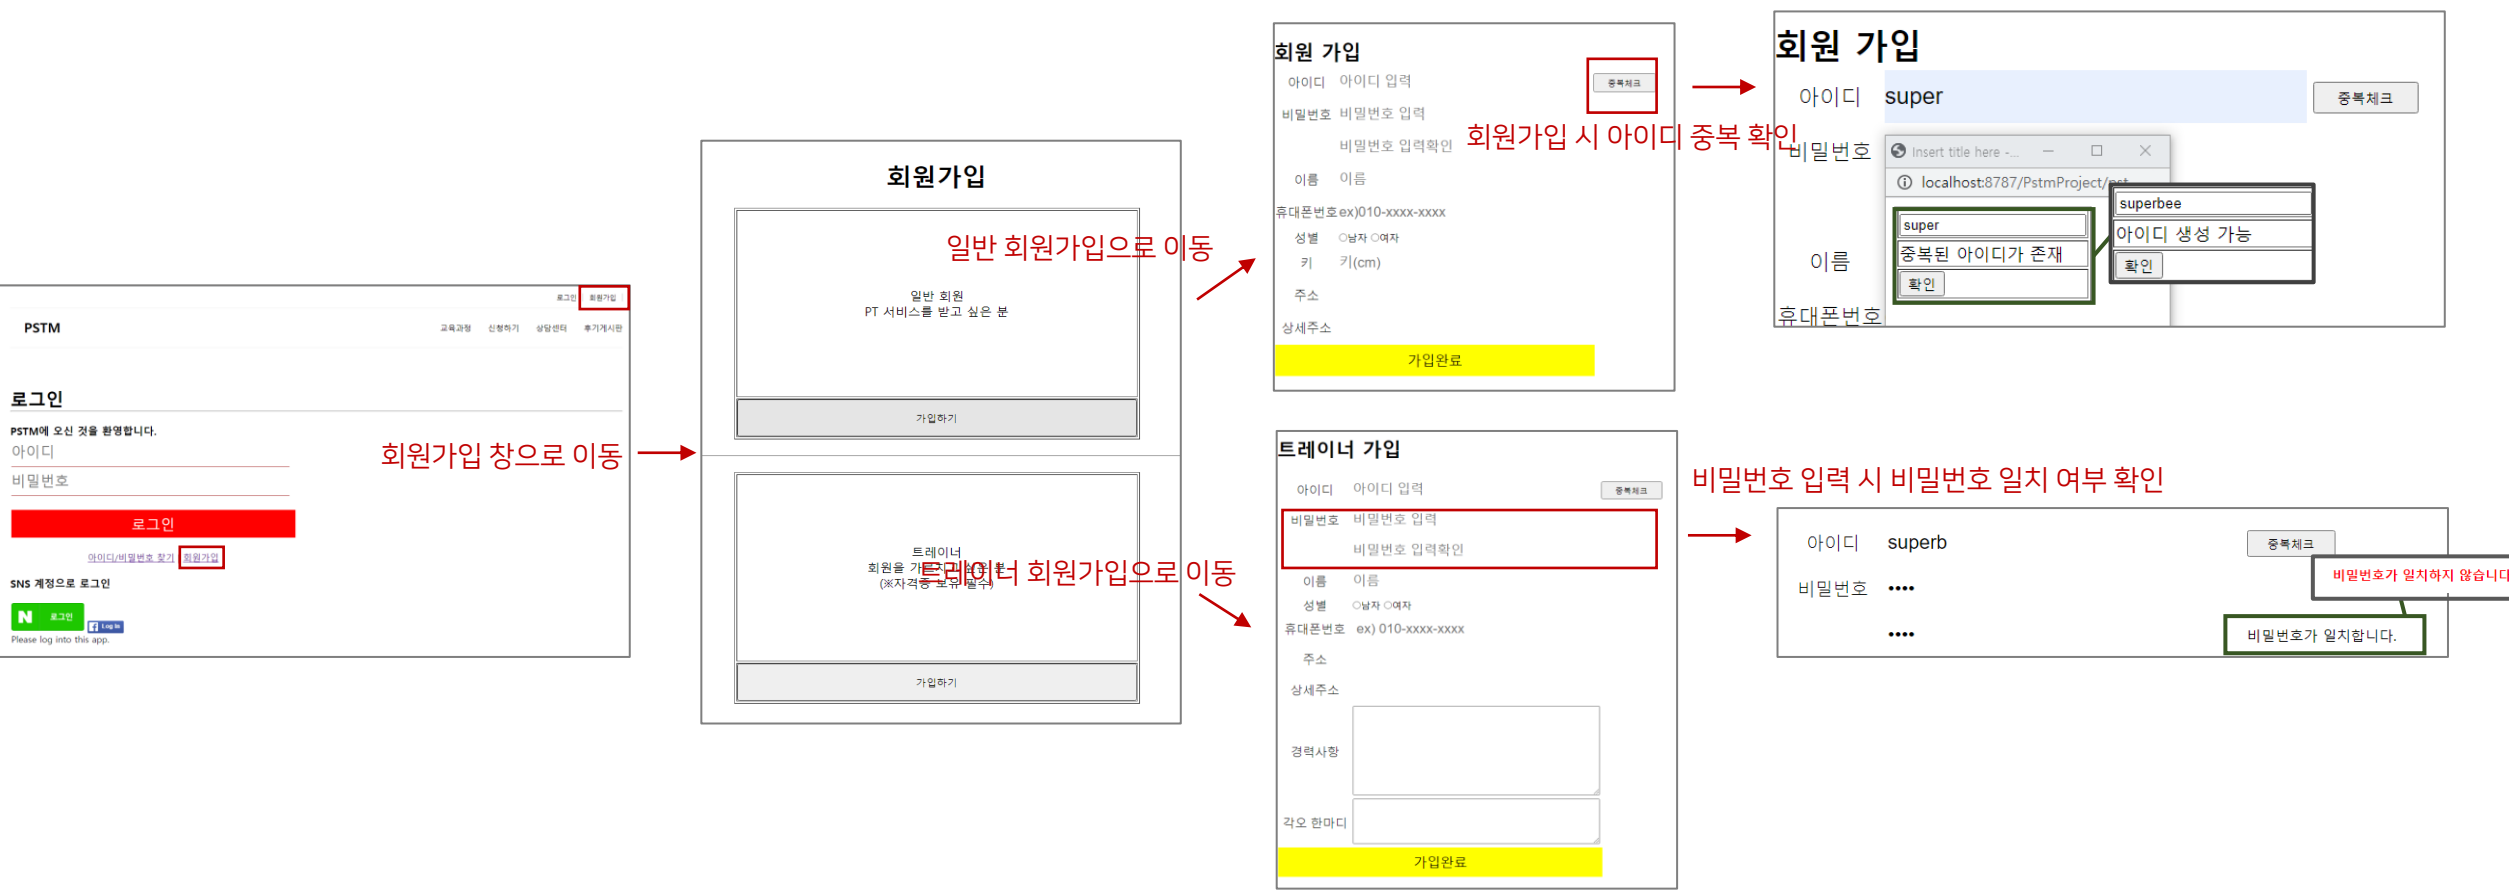 로그인 회원가입
PSTM
교육과정 신청하기 상담센터 후기게시판
로그인
PSTM에 오신 것을 환영합니다.
아이디
비밀번호
로그인
아이디/비밀번호 찾기 회원가입
SNS 계정으로 로그인
N 로그인
f Log In
Please log into this app.
회원가입 창으로 이동
회원가입
일반 회원
PT 서비스를 받고 싶은 분
가입하기
트레이너
회원을 가르치고 싶은 분
(※자격증 보유 필수)
가입하기
일반 회원가입으로 이동
트레이너 회원가입으로 이동
회원 가입
아이디 아이디 입력 중복체크
비밀번호 비밀번호 입력
비밀번호 입력확인
이름 이름
휴대폰번호 ex)010-xxxx-xxxx
성별 ○남자 ○여자
키 키(cm)
주소
상세주소
가입완료
회원가입 시 아이디 중복 확인
회원 가입
아이디 super 중복체크
비밀번호
Insert title here -...
localhost:8787/PstmProject/pst
super
중복된 아이디가 존재
확인
superbee
아이디 생성 가능
확인
이름
휴대폰번호
트레이너 가입
아이디 아이디 입력 중복체크
비밀번호 비밀번호 입력
비밀번호 입력확인
이름 이름
성별 ○남자 ○여자
휴대폰번호 ex) 010-xxxx-xxxx
주소
상세주소
경력사항
각오 한마디
가입완료
비밀번호 입력 시 비밀번호 일치 여부 확인
아이디 superb 중복체크
비밀번호 ••••
••••
비밀번호가 일치하지 않습니다
비밀번호가 일치합니다.